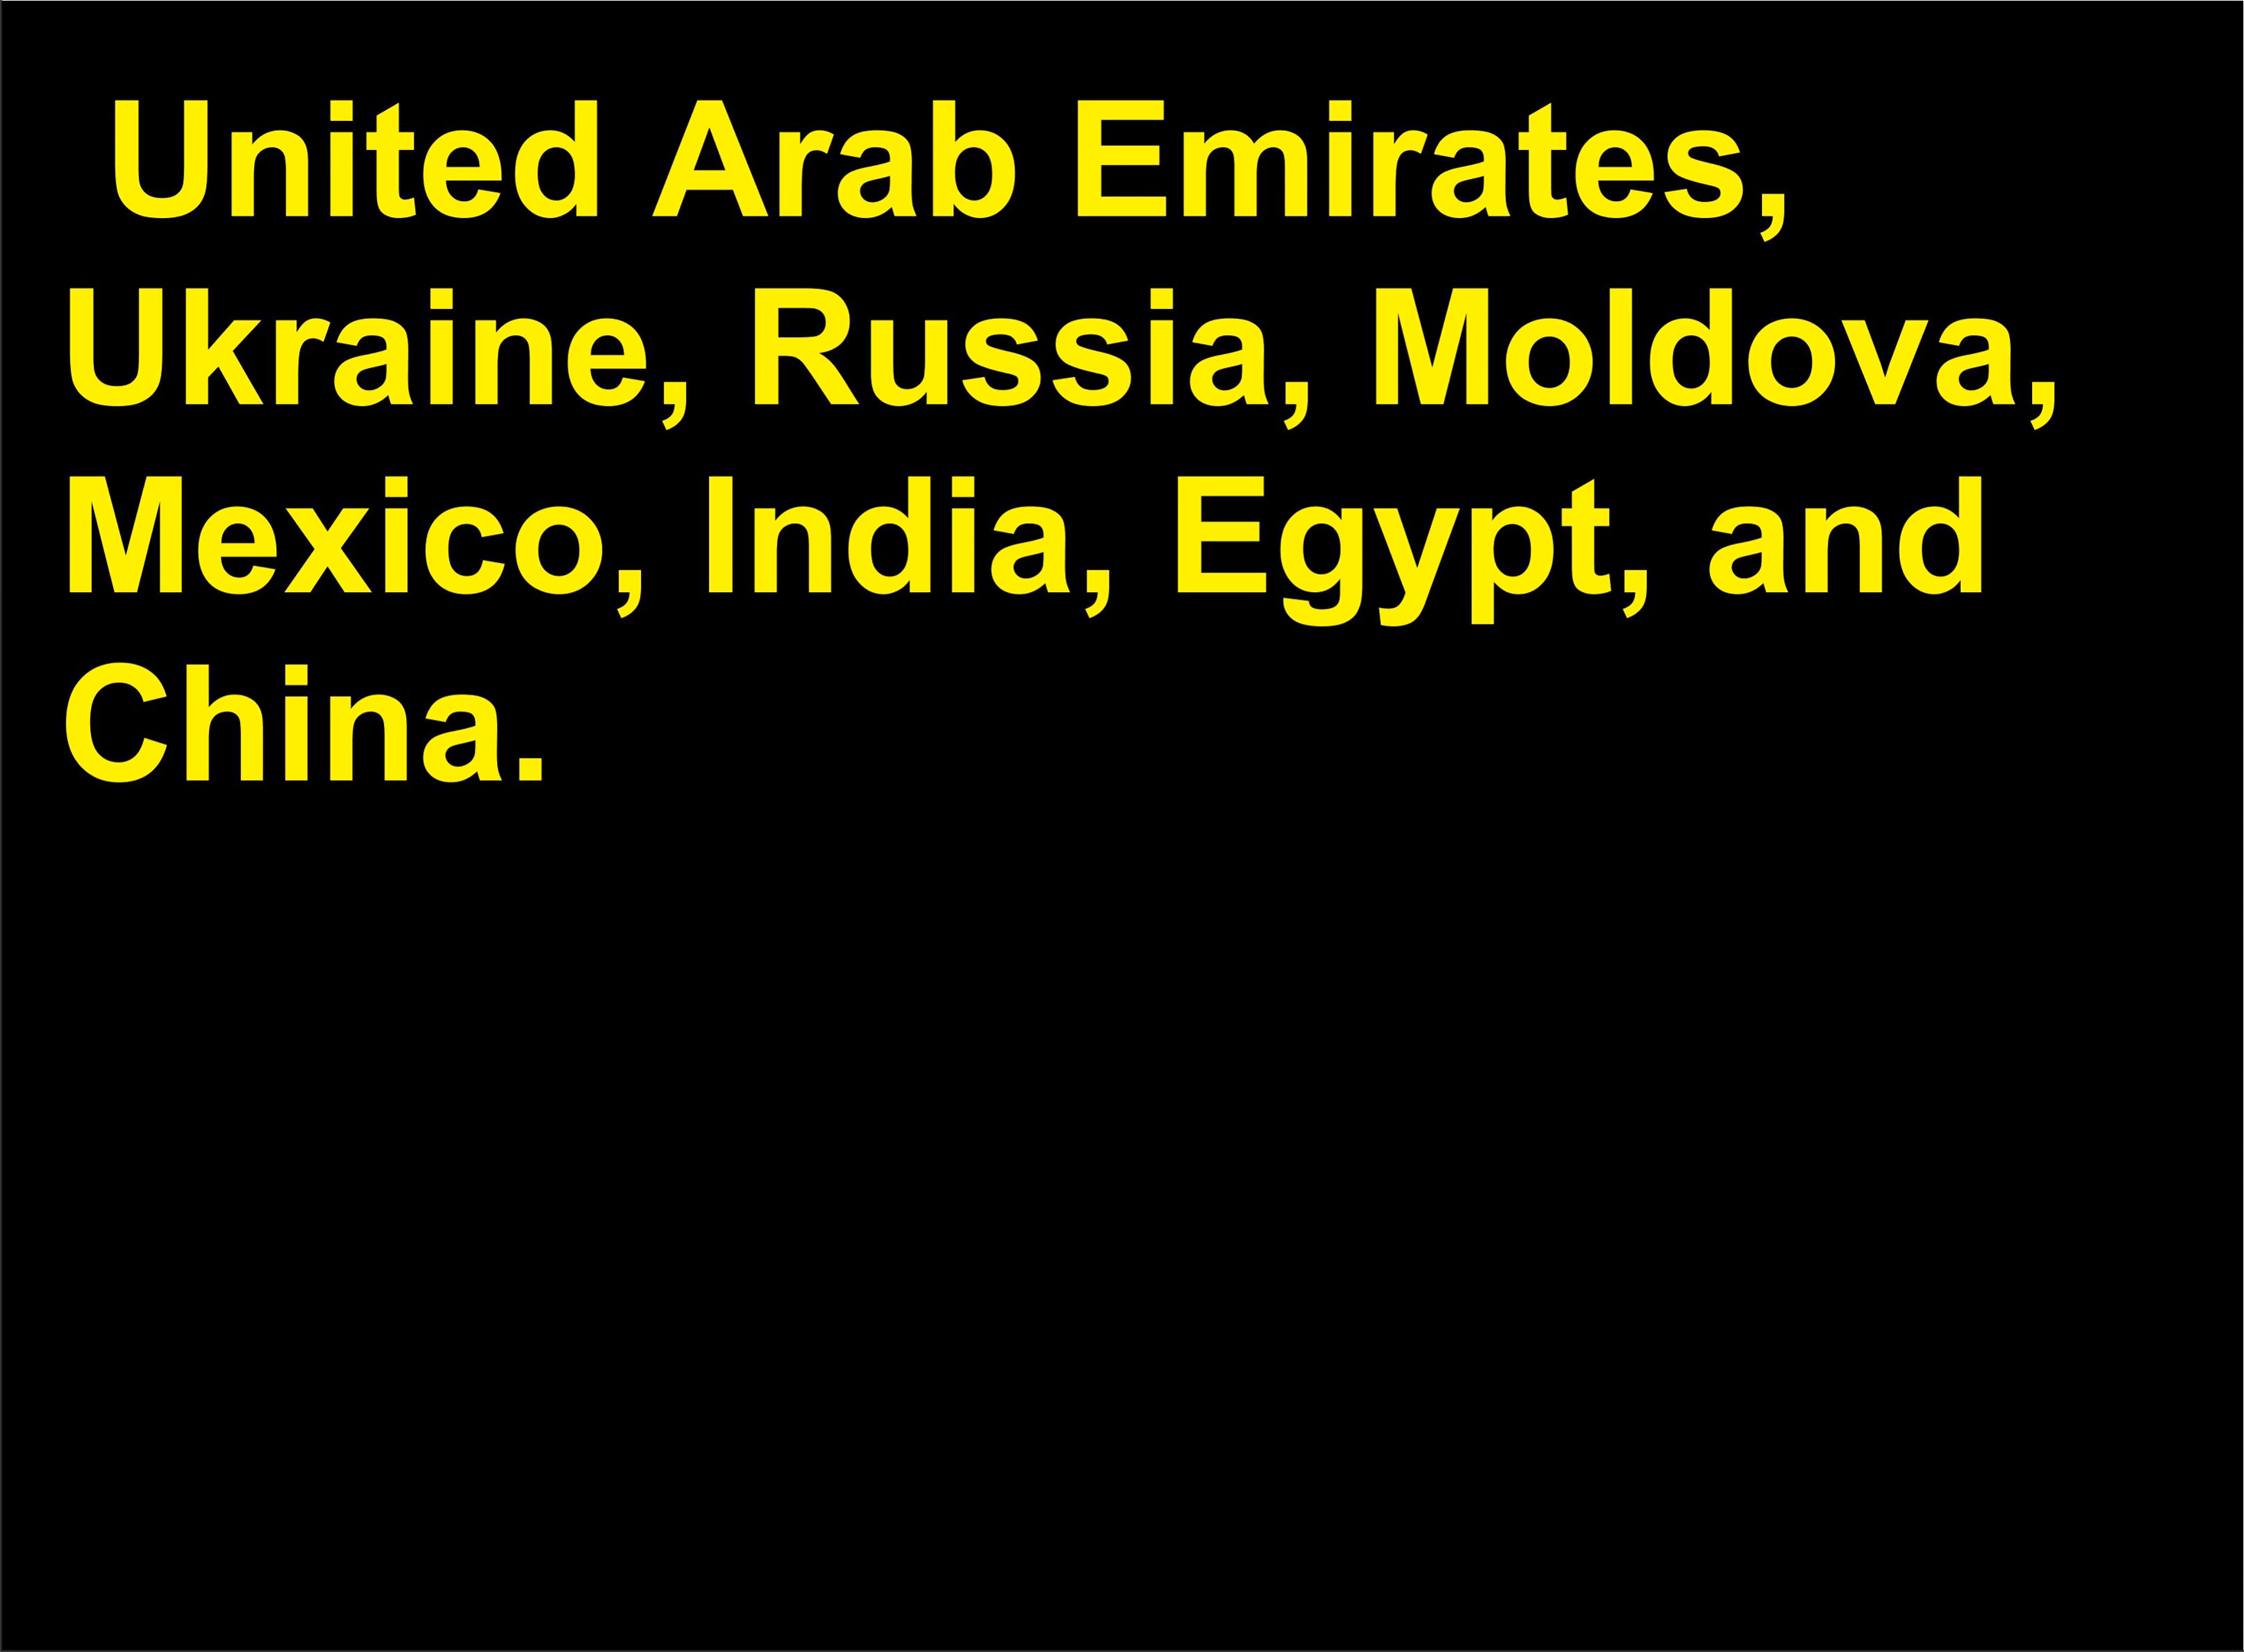 United Arab Emirates,
Ukraine, Russia, Moldova,
Mexico, India, Egypt, and
China.